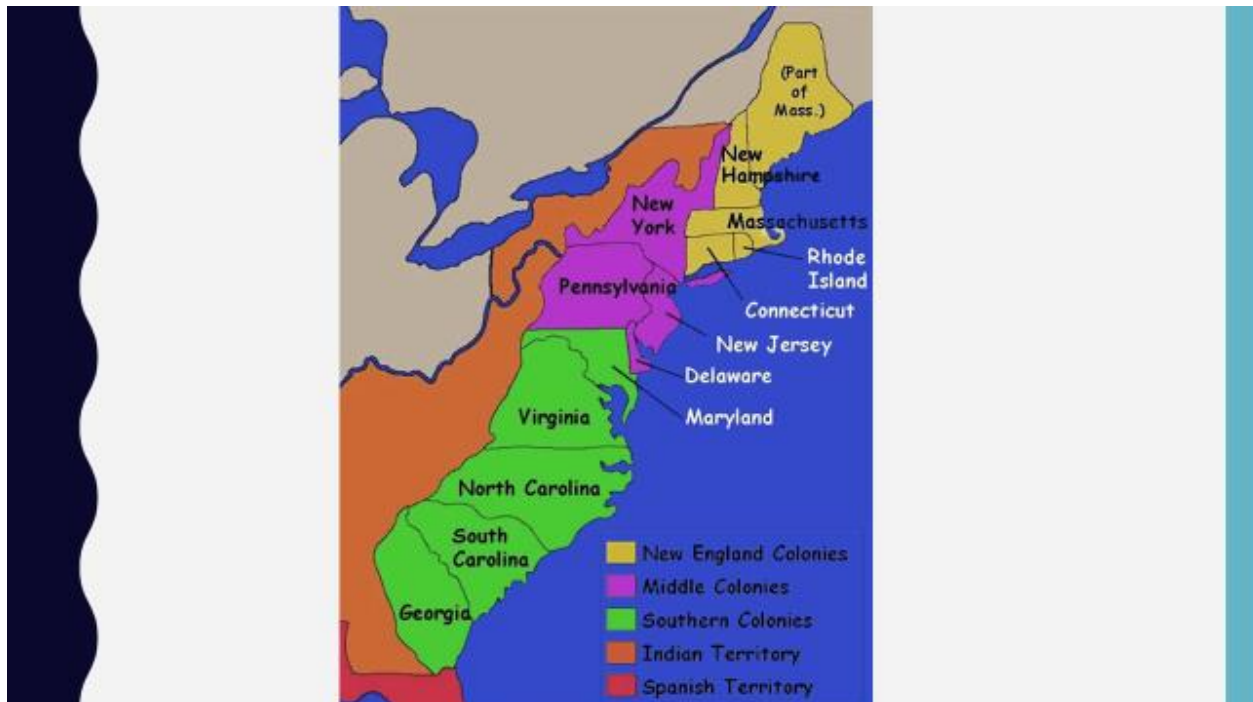 (Part
of
Mass.)
New
Hampshire
New
York
Massachusetts
Rhode
Island
Pennsylvania
Connecticut
New Jersey
Delaware
Maryland
Virginia
North Carolina
South
Carolina
Georgia
New England Colonies
Middle Colonies
Southern Colonies
Indian Territory
Spanish Territory